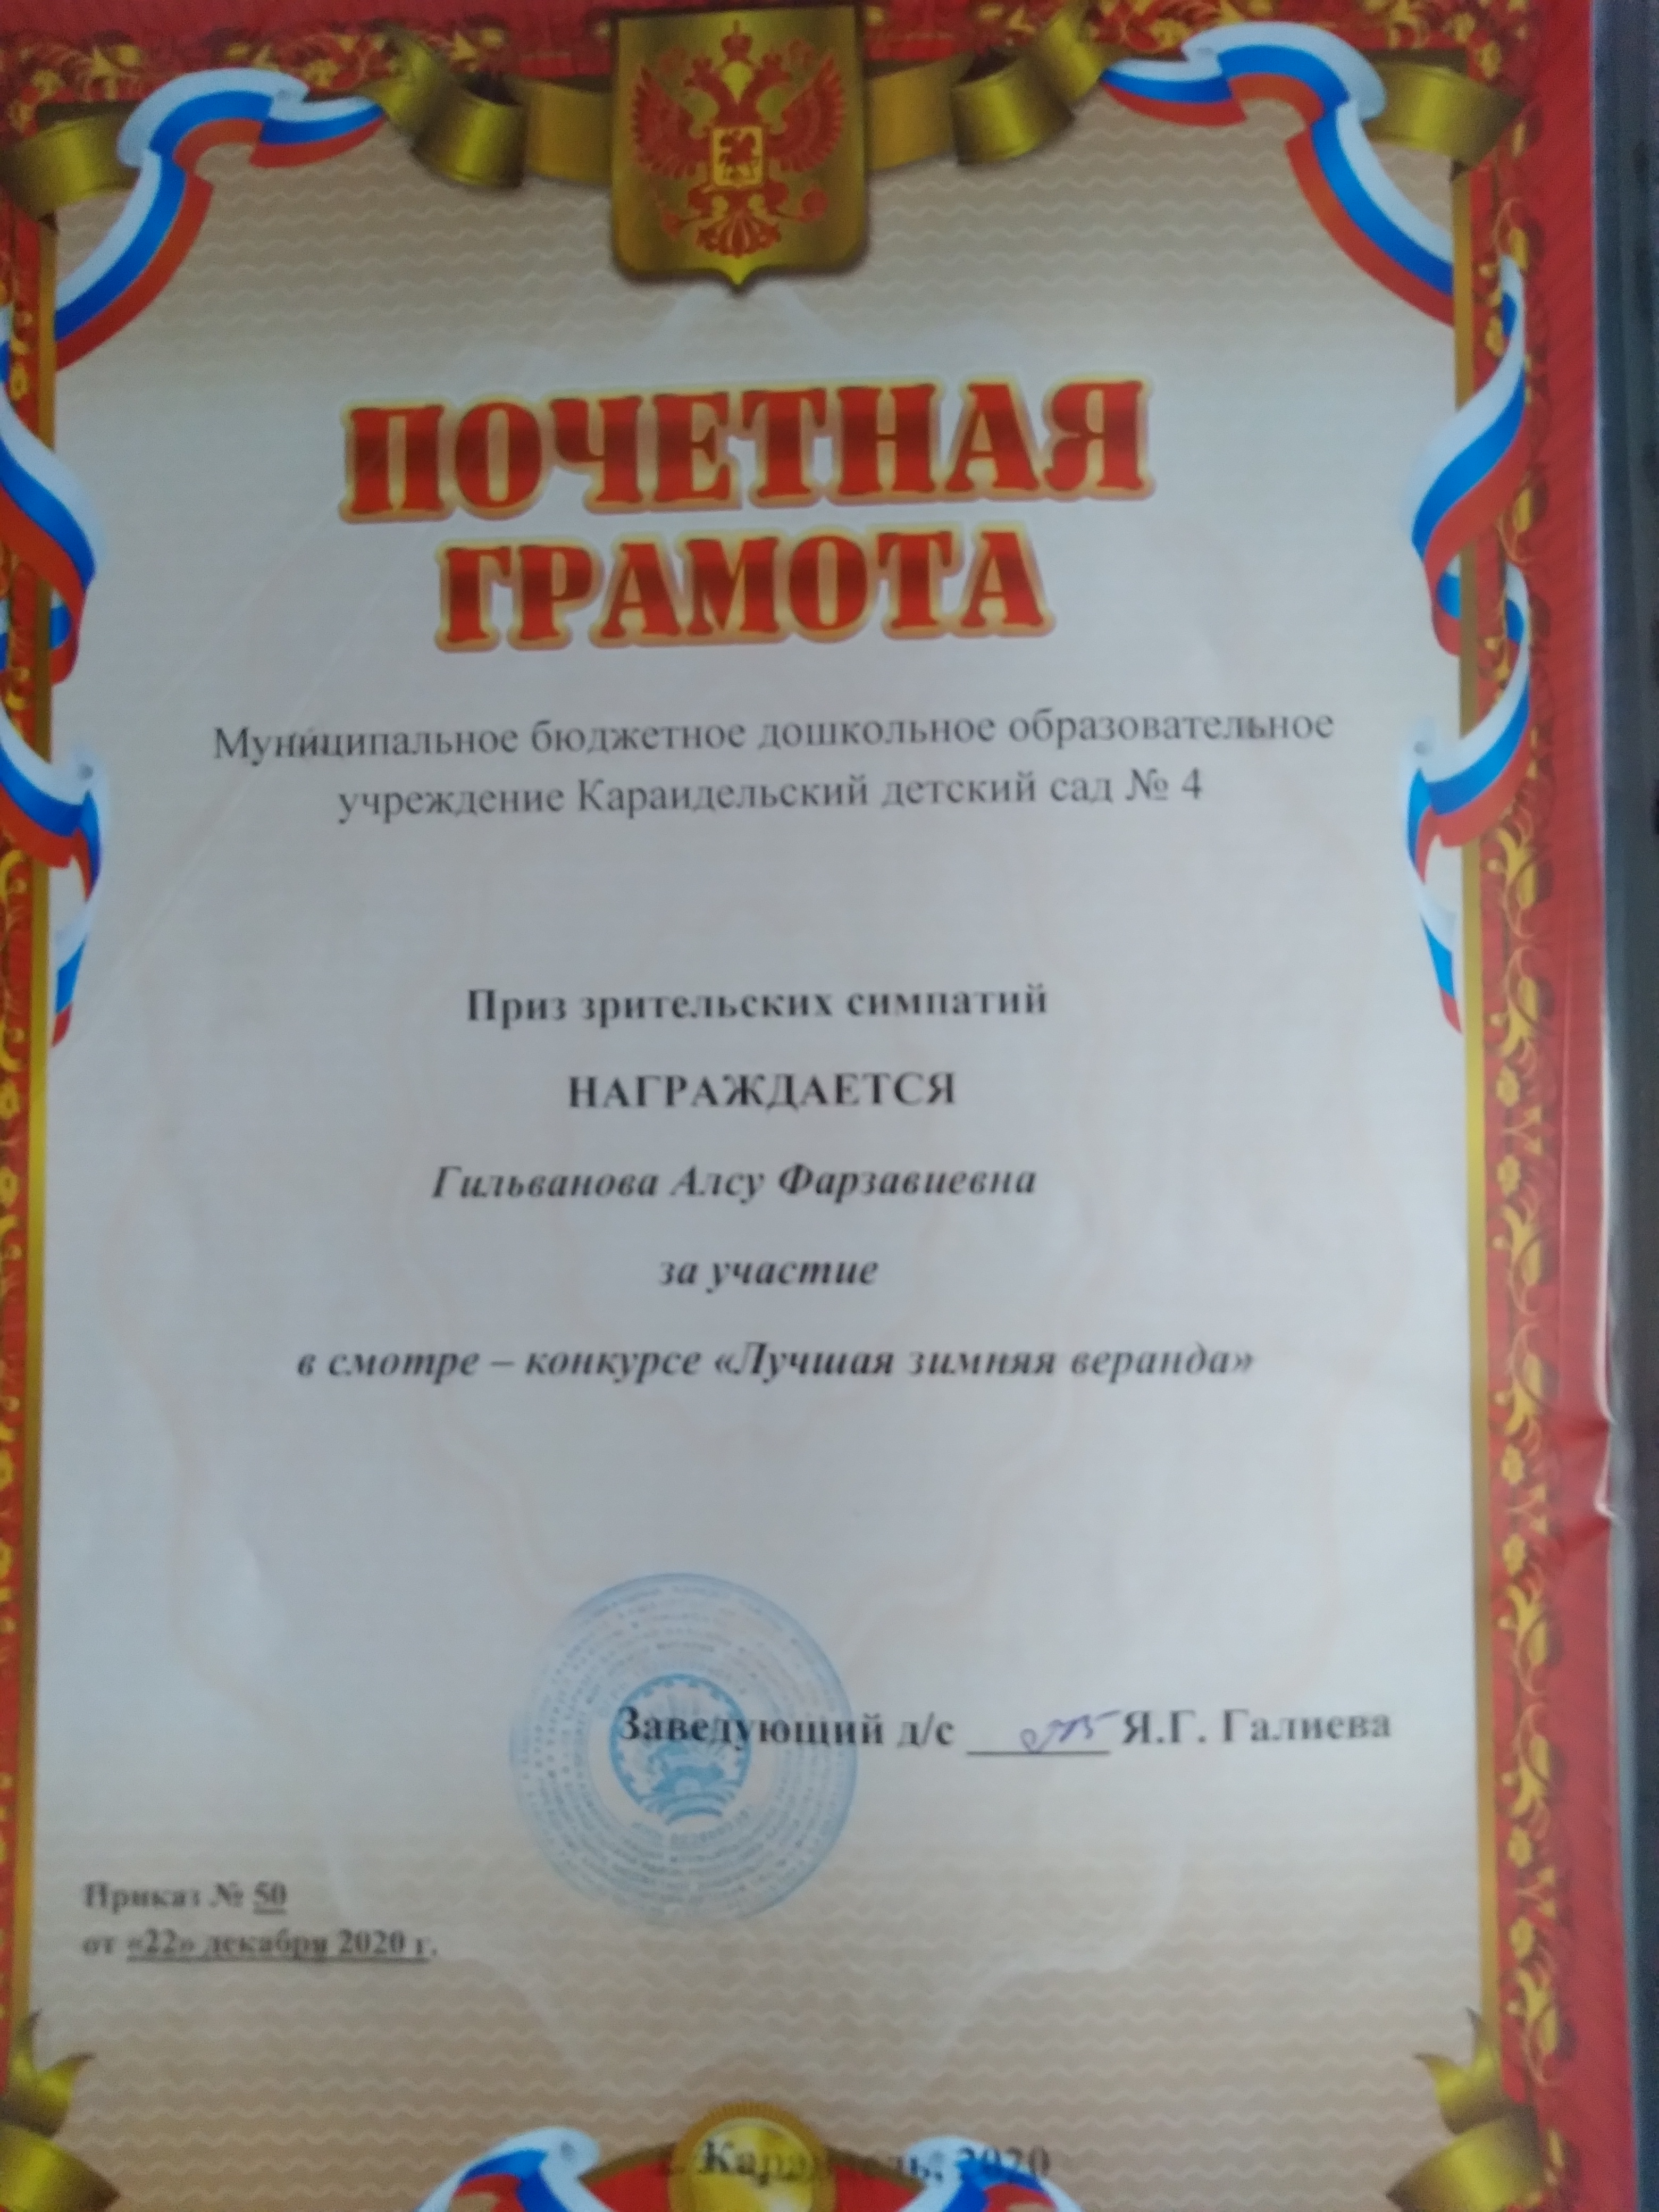 ПОЧЕТНАЯ
ГРАМОТА
Муниципальное бюджетное дошкольное образовательное
учреждение Караидельский детский сад № 4
Приз зрительских симпатий
НАГРАЖДАЕТСЯ
Гильванова Алсу Фарзавиевна
за участие
в смотре – конкурсе «Лучшая зимняя веранда»
Заведующий д/с Я.Г. Галиева
Приказ № 50
от «22» декабря 2020 г.
2020